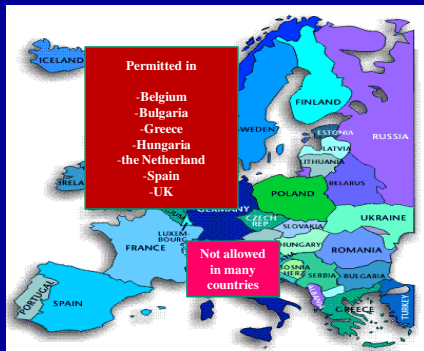 Permitted in
-Belgium
-Bulgaria
-Greece
-Hungaria
-the Netherland
-Spain
-UK
Not allowed
in many
countries
ICELAND
FINLAND
ESTONIA
RUSSIA
LATVIA
LITHUANIA
BELARUS
POLAND
GERMANY
CZECH
REP
UKRAINE
LUXEM-
BOURG
SLOVAKIA
FRANCE
HUNGARY
ROMANIA
BOSNIA
HERZ
SERBIA
BULGARIA
PORTUGAL
SPAIN
GREECE
TURKEY